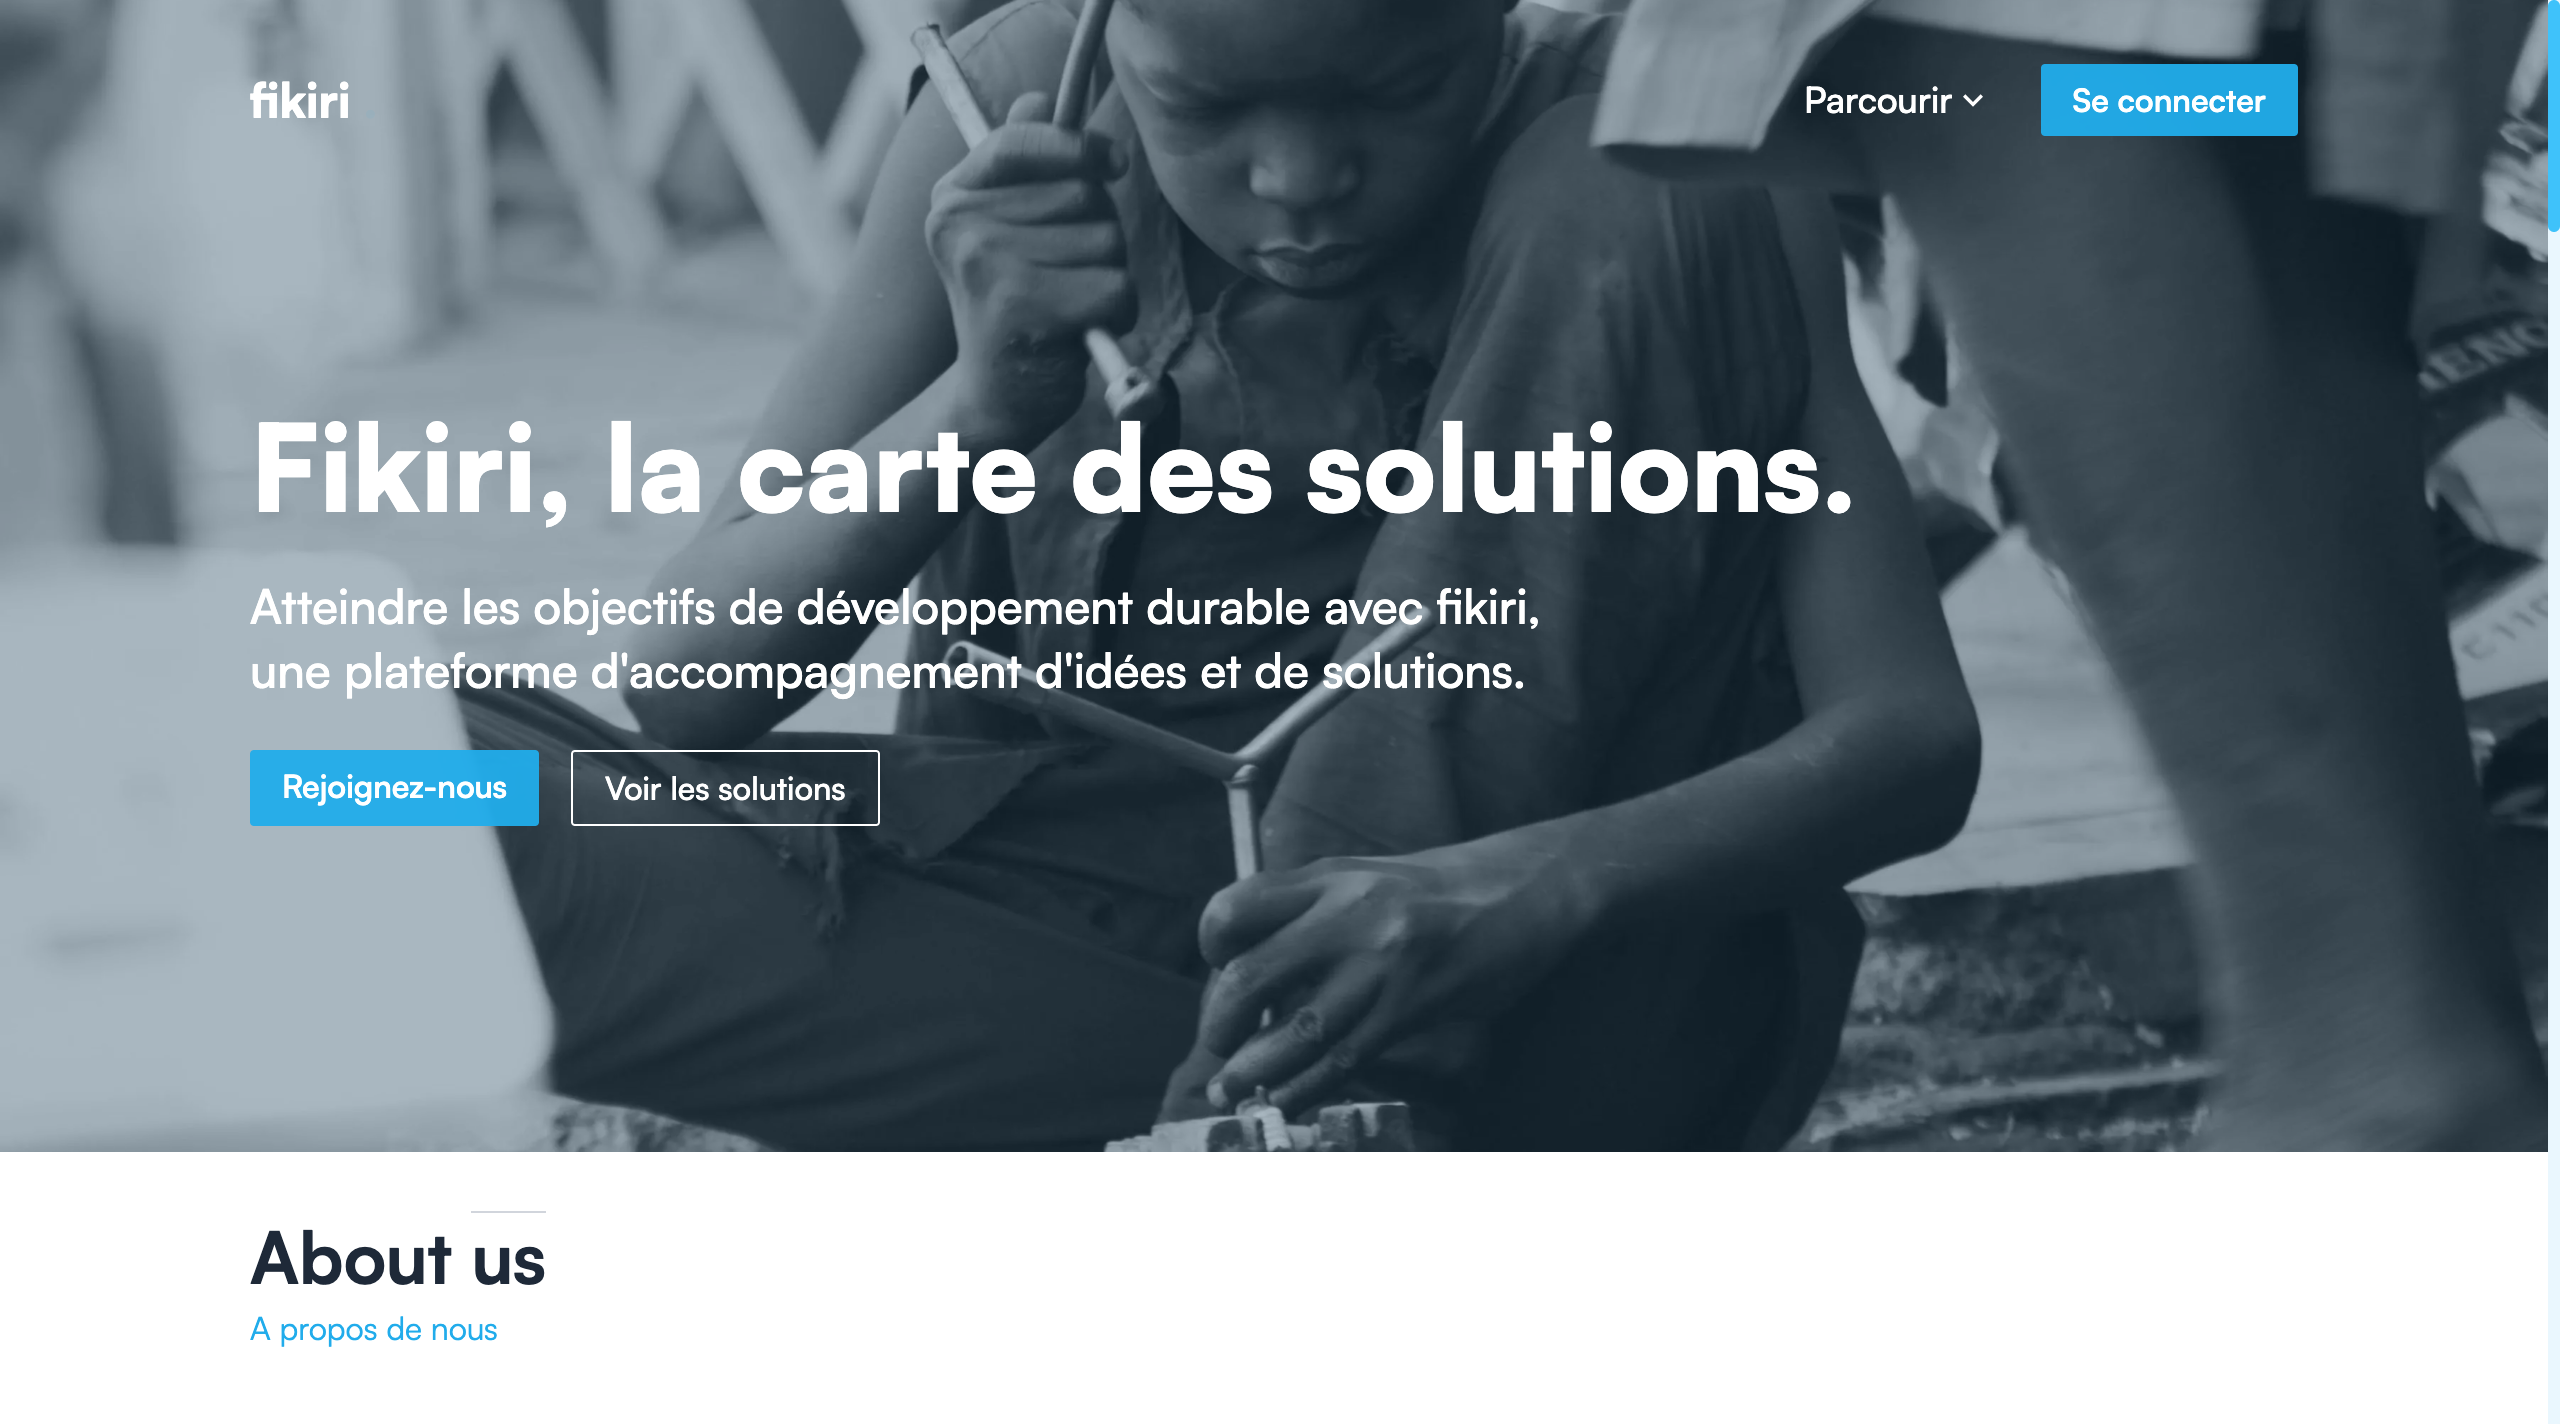 fikiri
Parcourir
Se connecter
Fikiri, la carte des solutions.
Atteindre les objectifs de développement durable avec fikiri,
une plateforme d'accompagnement d'idées et de solutions.
Rejoignez-nous
Voir les solutions
About us
A propos de nous